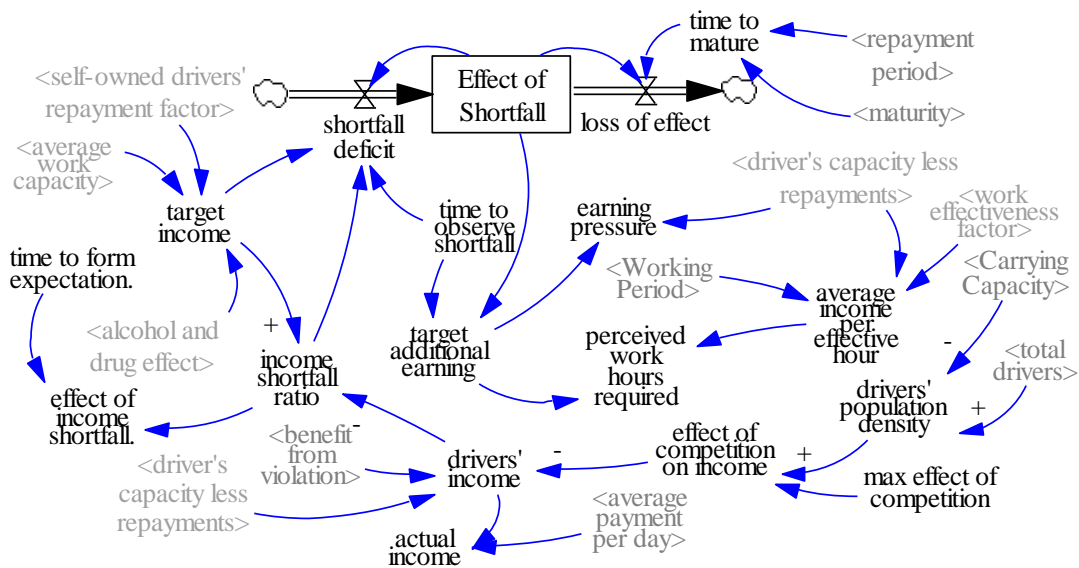 time to
mature
<repayment
period>
<self-owned drivers'
repayment factor>
Effect of
Shortfall
<maturity>
shortfall
deficit
loss of effect
<average
work
capacity>
<driver's capacity less
repayments>
target
income
time to
observe
shortfall
earning
pressure
<work
effectiveness
factor>
time to form
expectation.
<Working
Period>
<Carrying
Capacity>
average
income
per
effective
hour
<alcohol and
drug effect>
+
income
shortfall
ratio
target
additional
earning
perceived
work
hours
required
-
<total
drivers>
effect of
income
shortfall.
drivers'
population
density
+
-
<benefit
from
violation>
drivers'
income
-
effect of
competition
on income
+
<driver's
capacity less
repayments>
max effect of
competition
<average
payment
per day>
actual
income